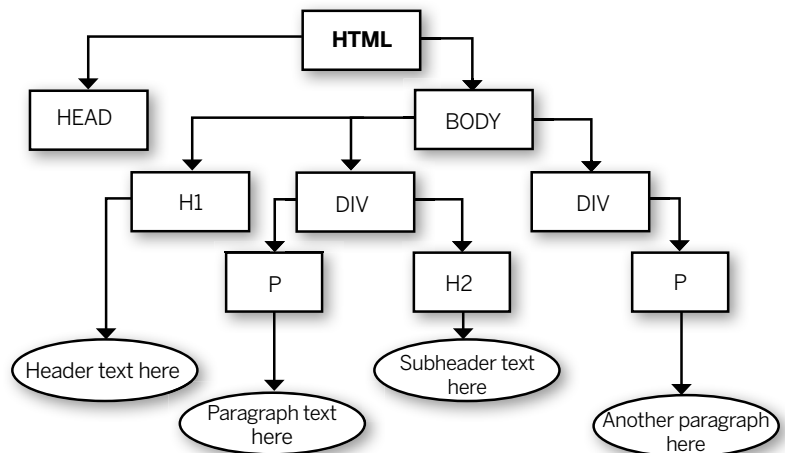 HTML
HEAD
BODY
H1
DIV
DIV
P
H2
P
Header text here
Subheader text
here
Paragraph text
here
Another paragraph
here